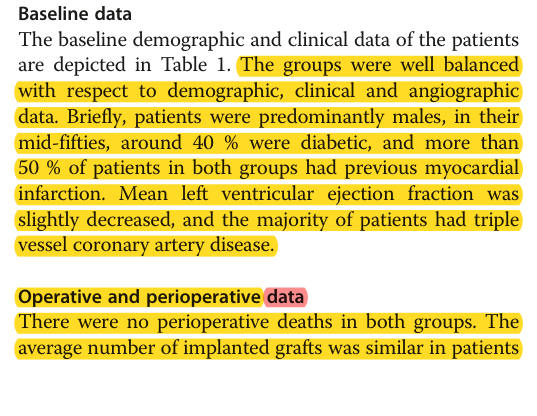 Baseline data
The baseline demographic and clinical data of the patients
are depicted in Table 1. The groups were well balanced
with respect to demographic, clinical and angiographic
data. Briefly, patients were predominantly males, in their
mid-fifties, around 40 % were diabetic, and more than
50 % of patients in both groups had previous myocardial
infarction. Mean left ventricular ejection fraction was
slightly decreased, and the majority of patients had triple
vessel coronary artery disease.
Operative and perioperative data
There were no perioperative deaths in both groups. The
average number of implanted grafts was similar in patients